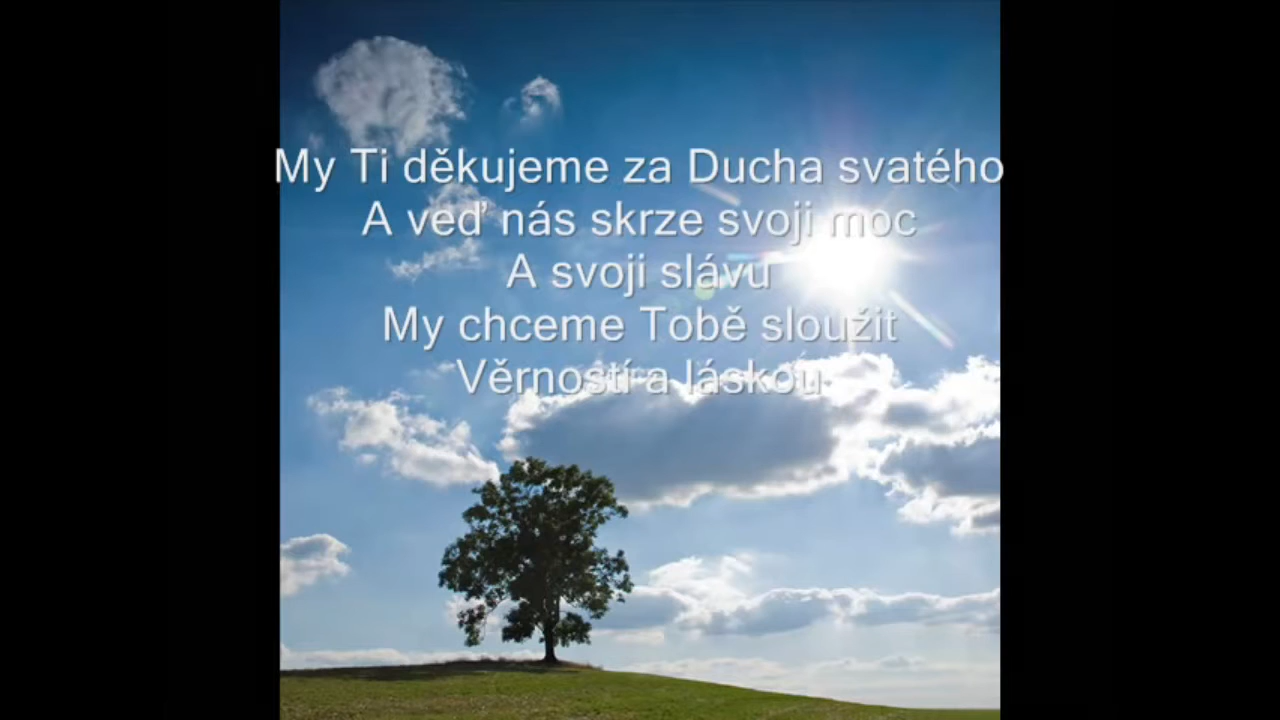 My Ti děkujeme za Ducha svatého
A veď nás skrze svoji moc
A svoji slávu
My chceme Tobě sloužit
Věrností a láskou